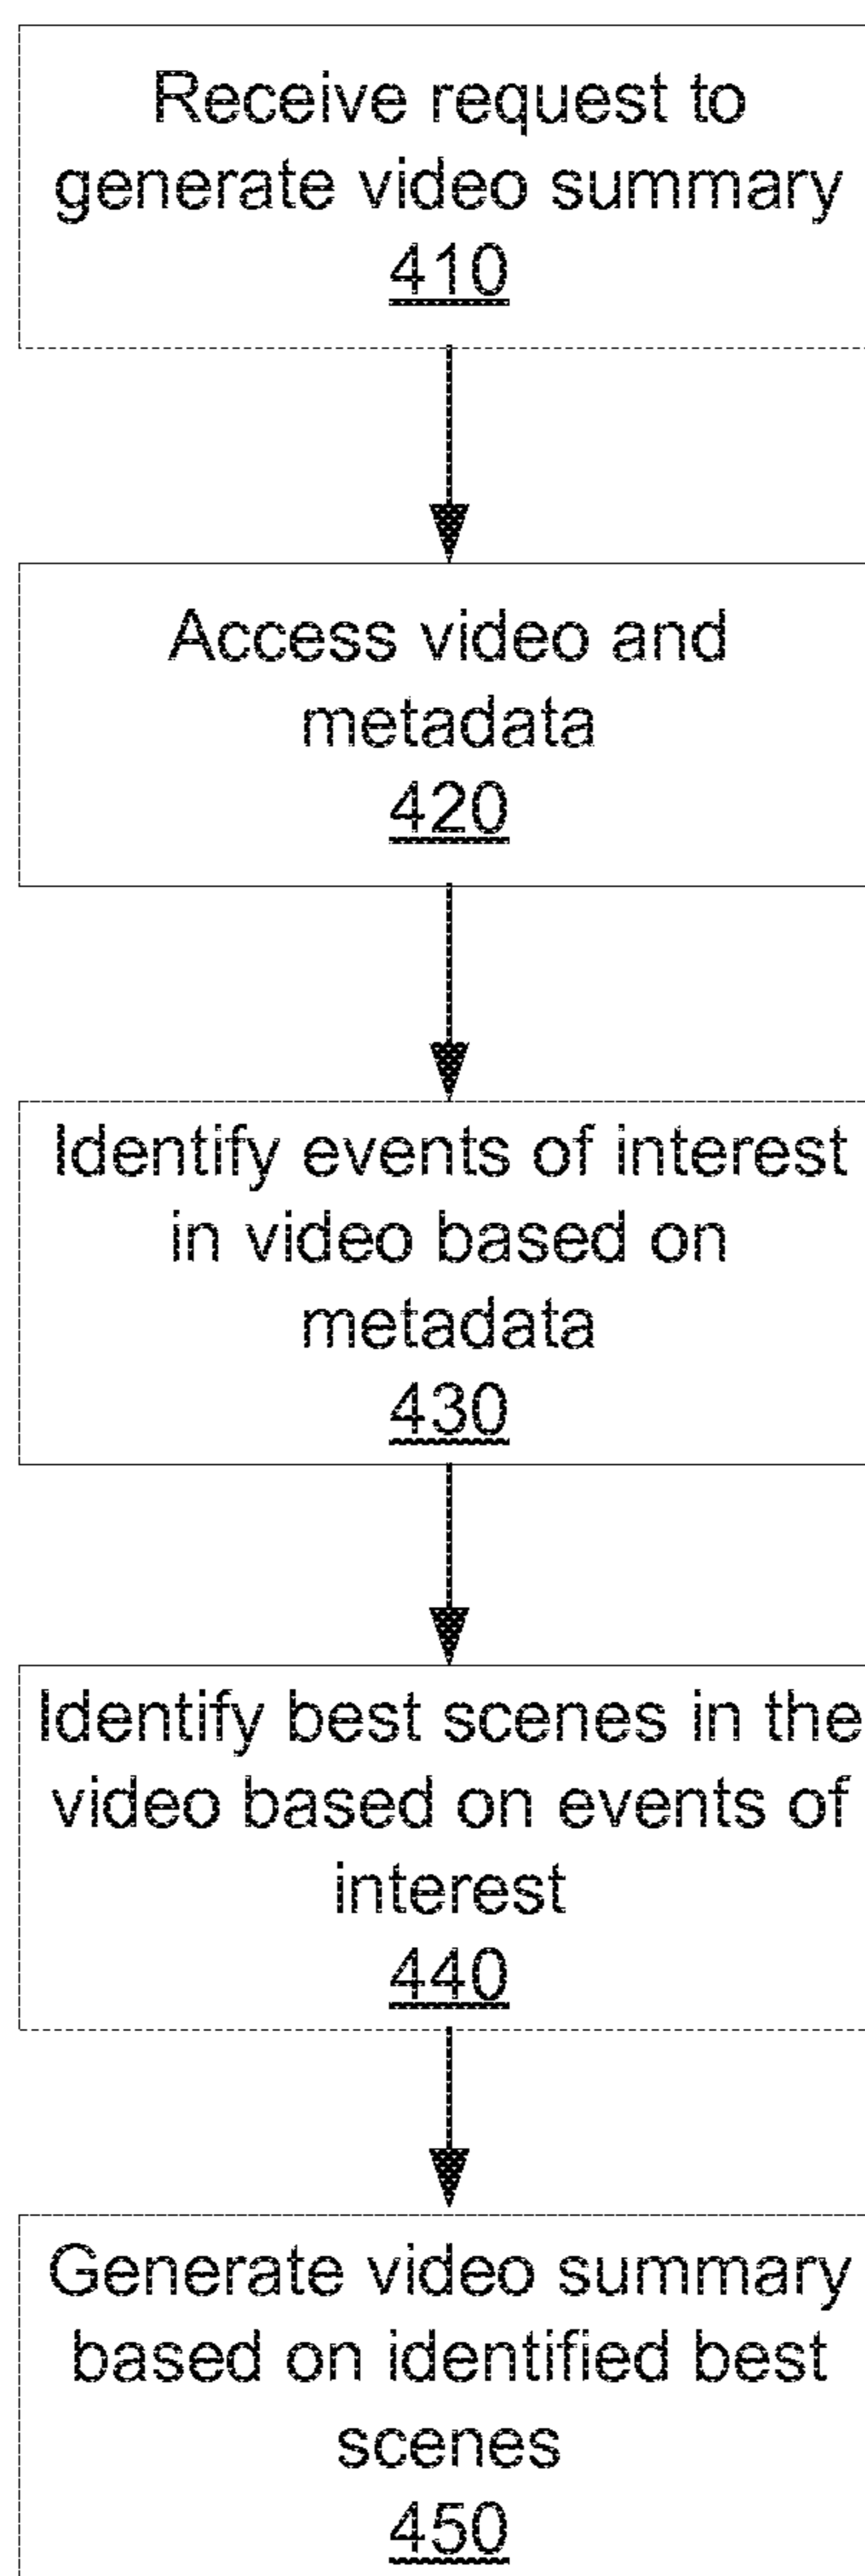 Receive request to
generate video summary
410
Access video and
metadata
420
Identify events of interest
in video based on
metadata
430
Identify best scenes in the
video based on events of
interest
440
Generate video summary
based on identified best
scenes
450